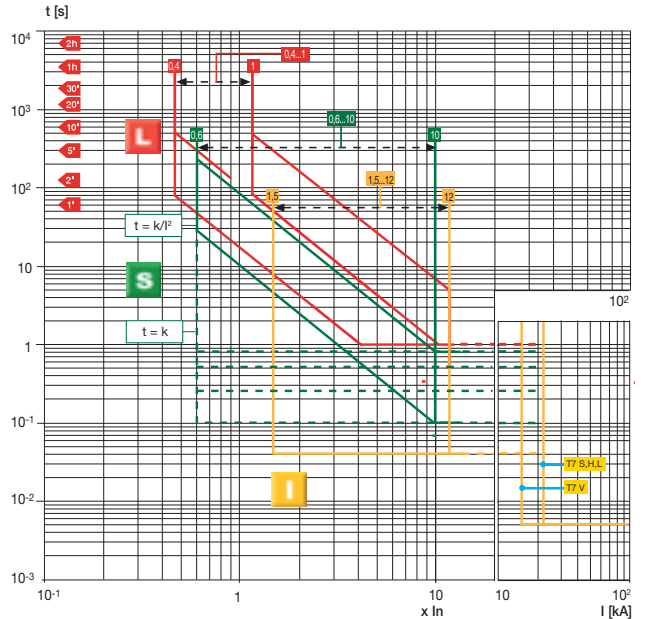 t [s]
10⁴
10³
10²
10
1
10⁻¹
10⁻²
10⁻³
2h
1h
30'
20'
10'
5'
2'
1'
0,4
1
0,4...1
L
0,6
0,6...10
10
1,5...12
1,5
12
t = k/I²
S
t = k
I
10²
T7 S,H,L
T7 V
10⁻¹
1
10
x In
10
10²
I [kA]